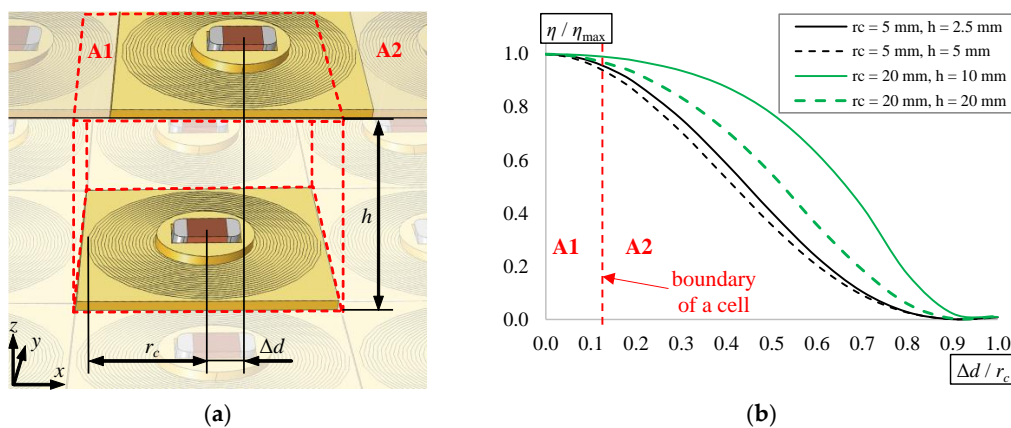 A1
A2
h
r_c
Δd
z
y
x
(a)
η / η_max
rc = 5 mm, h = 2.5 mm
rc = 5 mm, h = 5 mm
rc = 20 mm, h = 10 mm
rc = 20 mm, h = 20 mm
1.0
0.8
0.6
0.4
0.2
0.0
A1
A2
boundary
of a cell
0.0 0.1 0.2 0.3 0.4 0.5 0.6 0.7 0.8 0.9 1.0
Δd / r_c
(b)